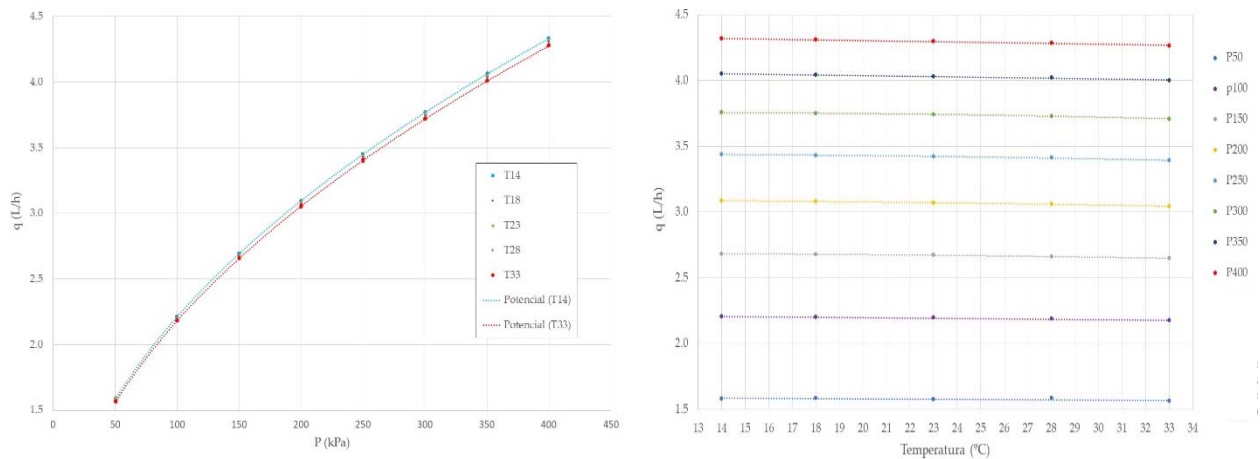 4.5
4.0
3.5
3.0
2.5
2.0
1.5
q (L/h)
0 50 100 150 200 250 300 350 400 450
P (kPa)
T14
T18
T23
T28
T33
Potencial (T14)
Potencial (T33)
4.5
4.0
3.5
3.0
2.5
2.0
1.5
q (L/h)
13 14 15 16 17 18 19 20 21 22 23 24 25 26 27 28 29 30 31 32 33 34
Temperatura (ºC)
P50
p100
P150
P200
P250
P300
P350
P400